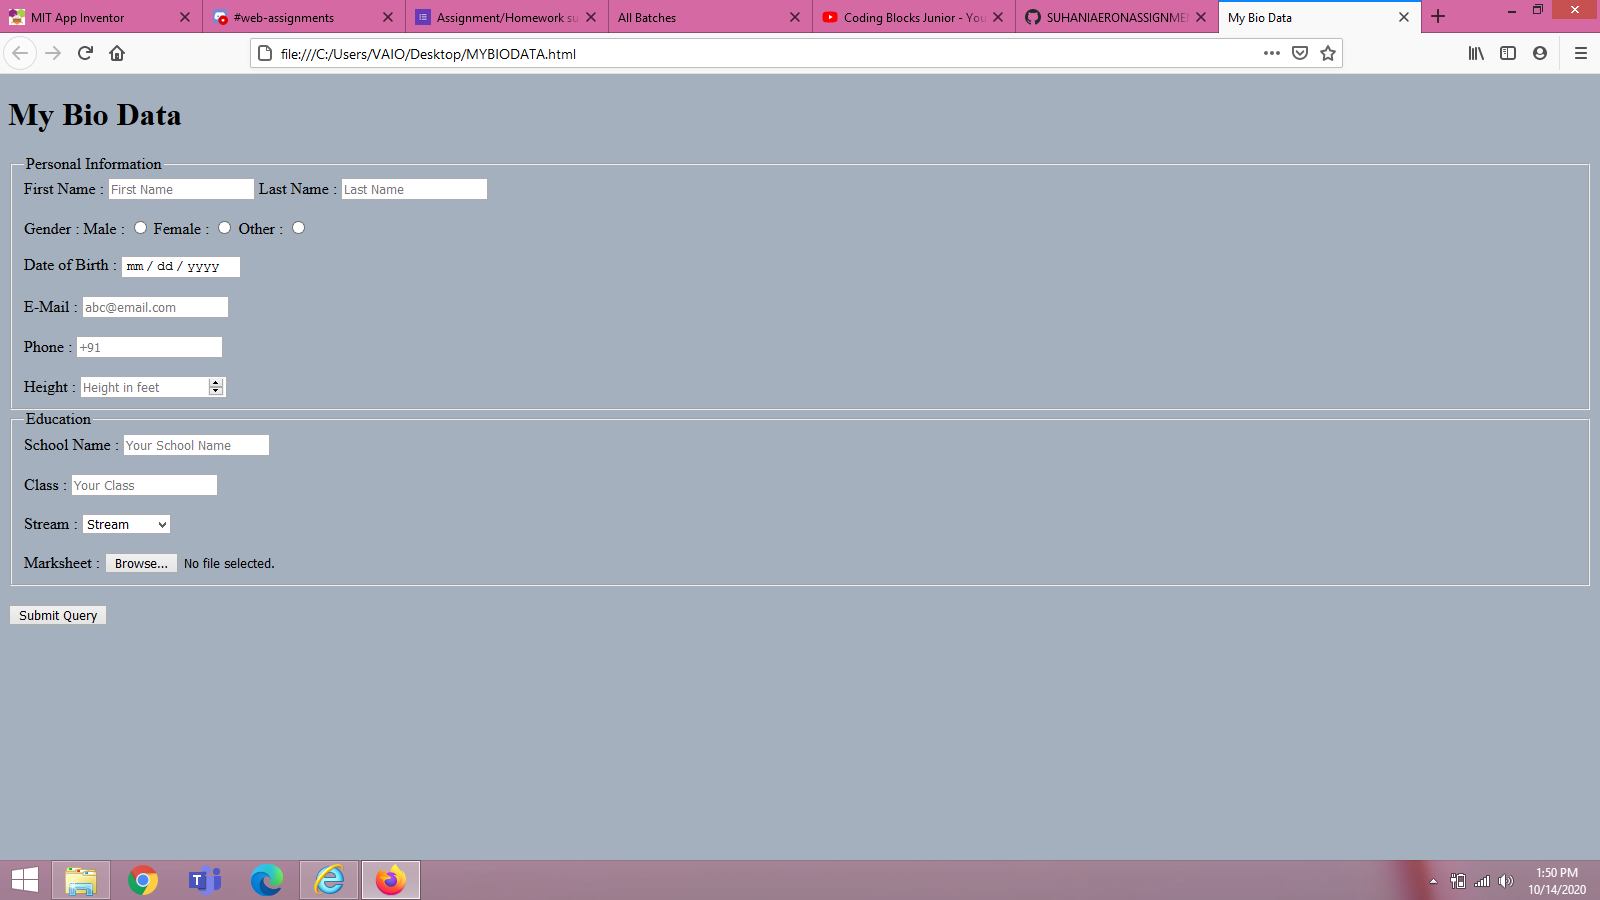 MIT App Inventor
#web-assignments
Assignment/Homework su
All Batches
Coding Blocks Junior - You
SUHANIAERONASSIGNME
My Bio Data
file:///C:/Users/VAIO/Desktop/MYBIODATA.html
My Bio Data
Personal Information
First Name : First Name Last Name : Last Name
Gender : Male : Female : Other :
Date of Birth : mm / dd / yyyy
E-Mail : abc@email.com
Phone : +91
Height : Height in feet
Education
School Name : Your School Name
Class : Your Class
Stream : Stream
Marksheet : Browse... No file selected.
Submit Query
1:50 PM
10/14/2020